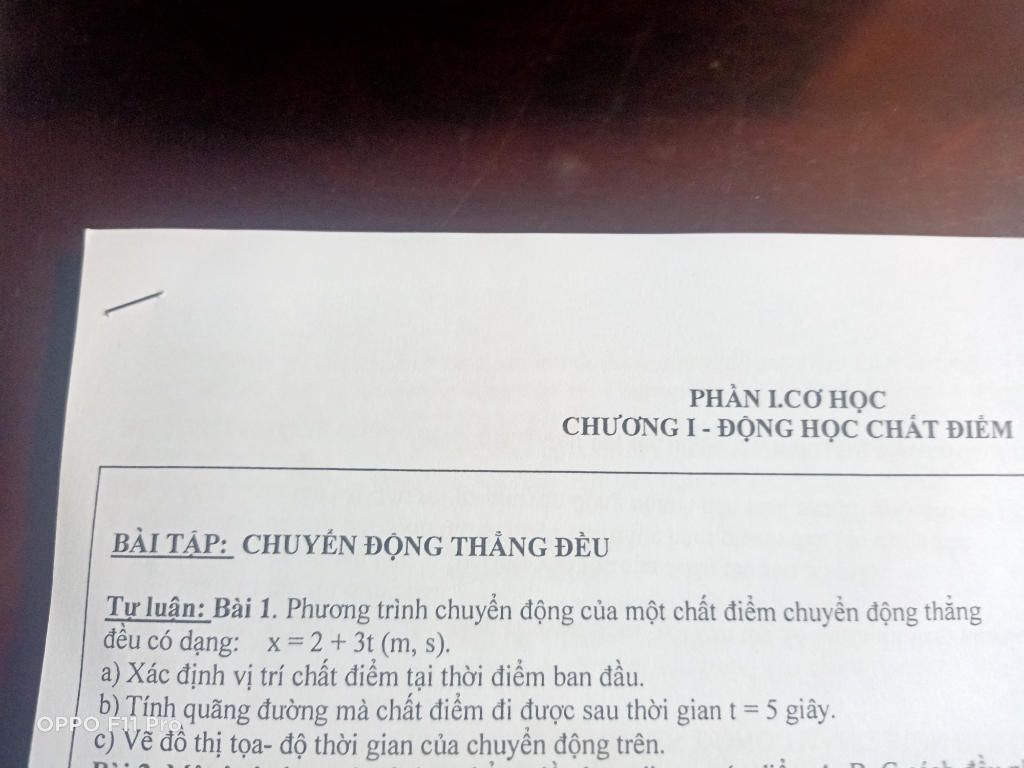 PHẦN I.CƠ HỌC
CHƯƠNG I - ĐỘNG HỌC CHẤT ĐIỂM
BÀI TẬP: CHUYỂN ĐỘNG THẲNG ĐỀU
Tự luận: Bài 1. Phương trình chuyển động của một chất điểm chuyển động thẳng
đều có dạng: x = 2 + 3t (m, s).
a) Xác định vị trí chất điểm tại thời điểm ban đầu.
b) Tính quãng đường mà chất điểm đi được sau thời gian t = 5 giây.
c) Vẽ đồ thị tọa- độ thời gian của chuyển động trên.
OPPO F11 Pro